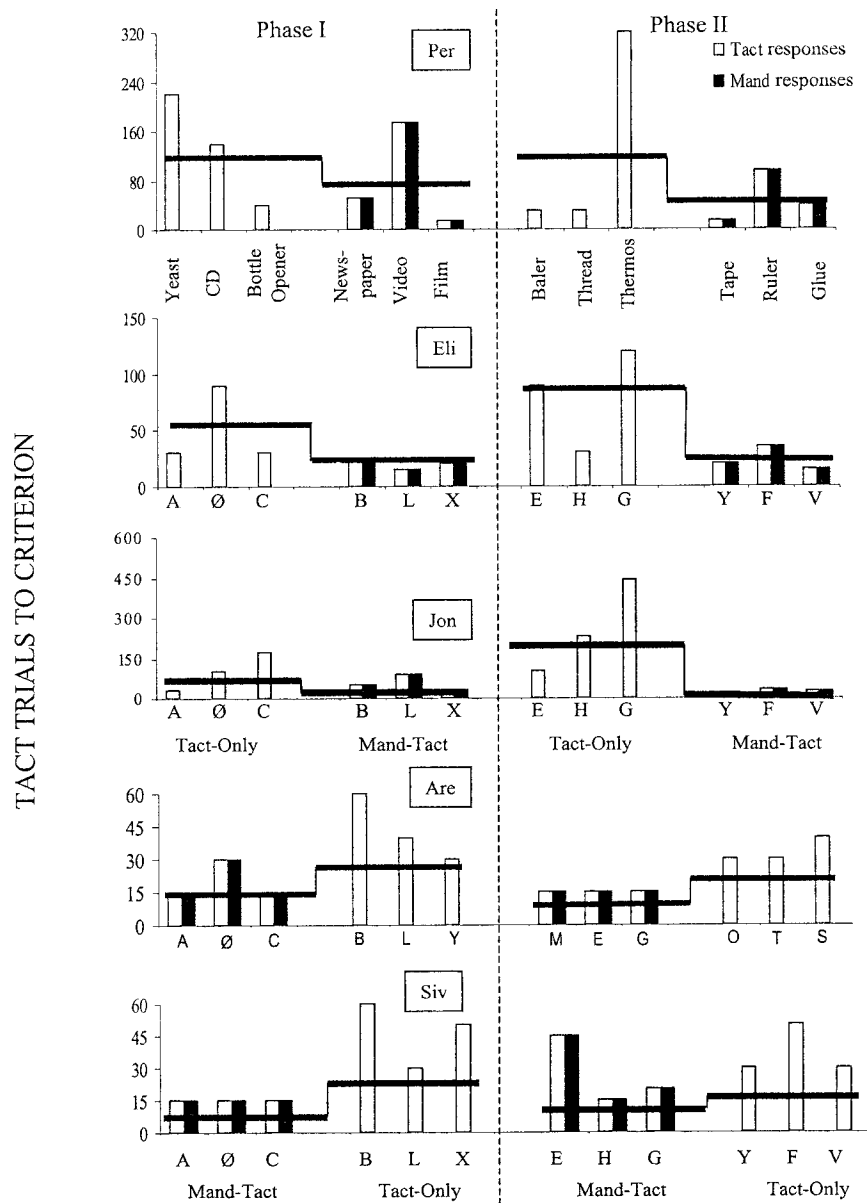 Phase I
Phase II
Per
Tact responses
Mand responses
320
240
160
80
0
Yeast
CD
Bottle
Opener
News-
paper
Video
Film
Baler
Thread
Thermos
Tape
Ruler
Glue
TACT TRIALS TO CRITERION
Eli
150
100
50
0
A Ø C B L X E H G Y F V
Jon
600
450
300
150
0
A Ø C B L X E H G Y F V
Tact-Only Mand-Tact Tact-Only Mand-Tact
Are
60
45
30
15
0
A Ø C B L Y M E G O T S
Siv
60
45
30
15
0
A Ø C B L X E H G Y F V
Mand-Tact Tact-Only Mand-Tact Tact-Only